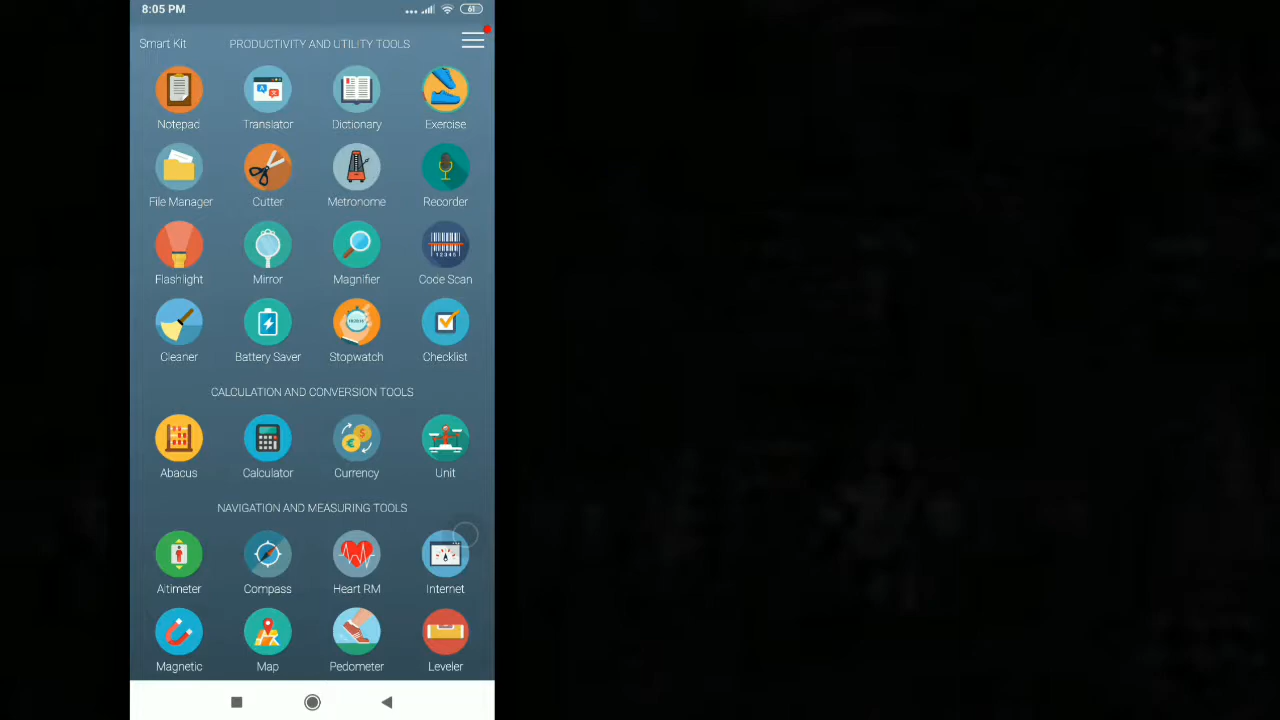 8:05 PM 61
Smart Kit PRODUCTIVITY AND UTILITY TOOLS
Notepad Translator Dictionary Exercise
File Manager Cutter Metronome Recorder
12345
Flashlight Mirror Magnifier Code Scan
Cleaner Battery Saver Stopwatch Checklist
CALCULATION AND CONVERSION TOOLS
Abacus Calculator Currency Unit
NAVIGATION AND MEASURING TOOLS
Altimeter Compass Heart RM Internet
Magnetic Map Pedometer Leveler